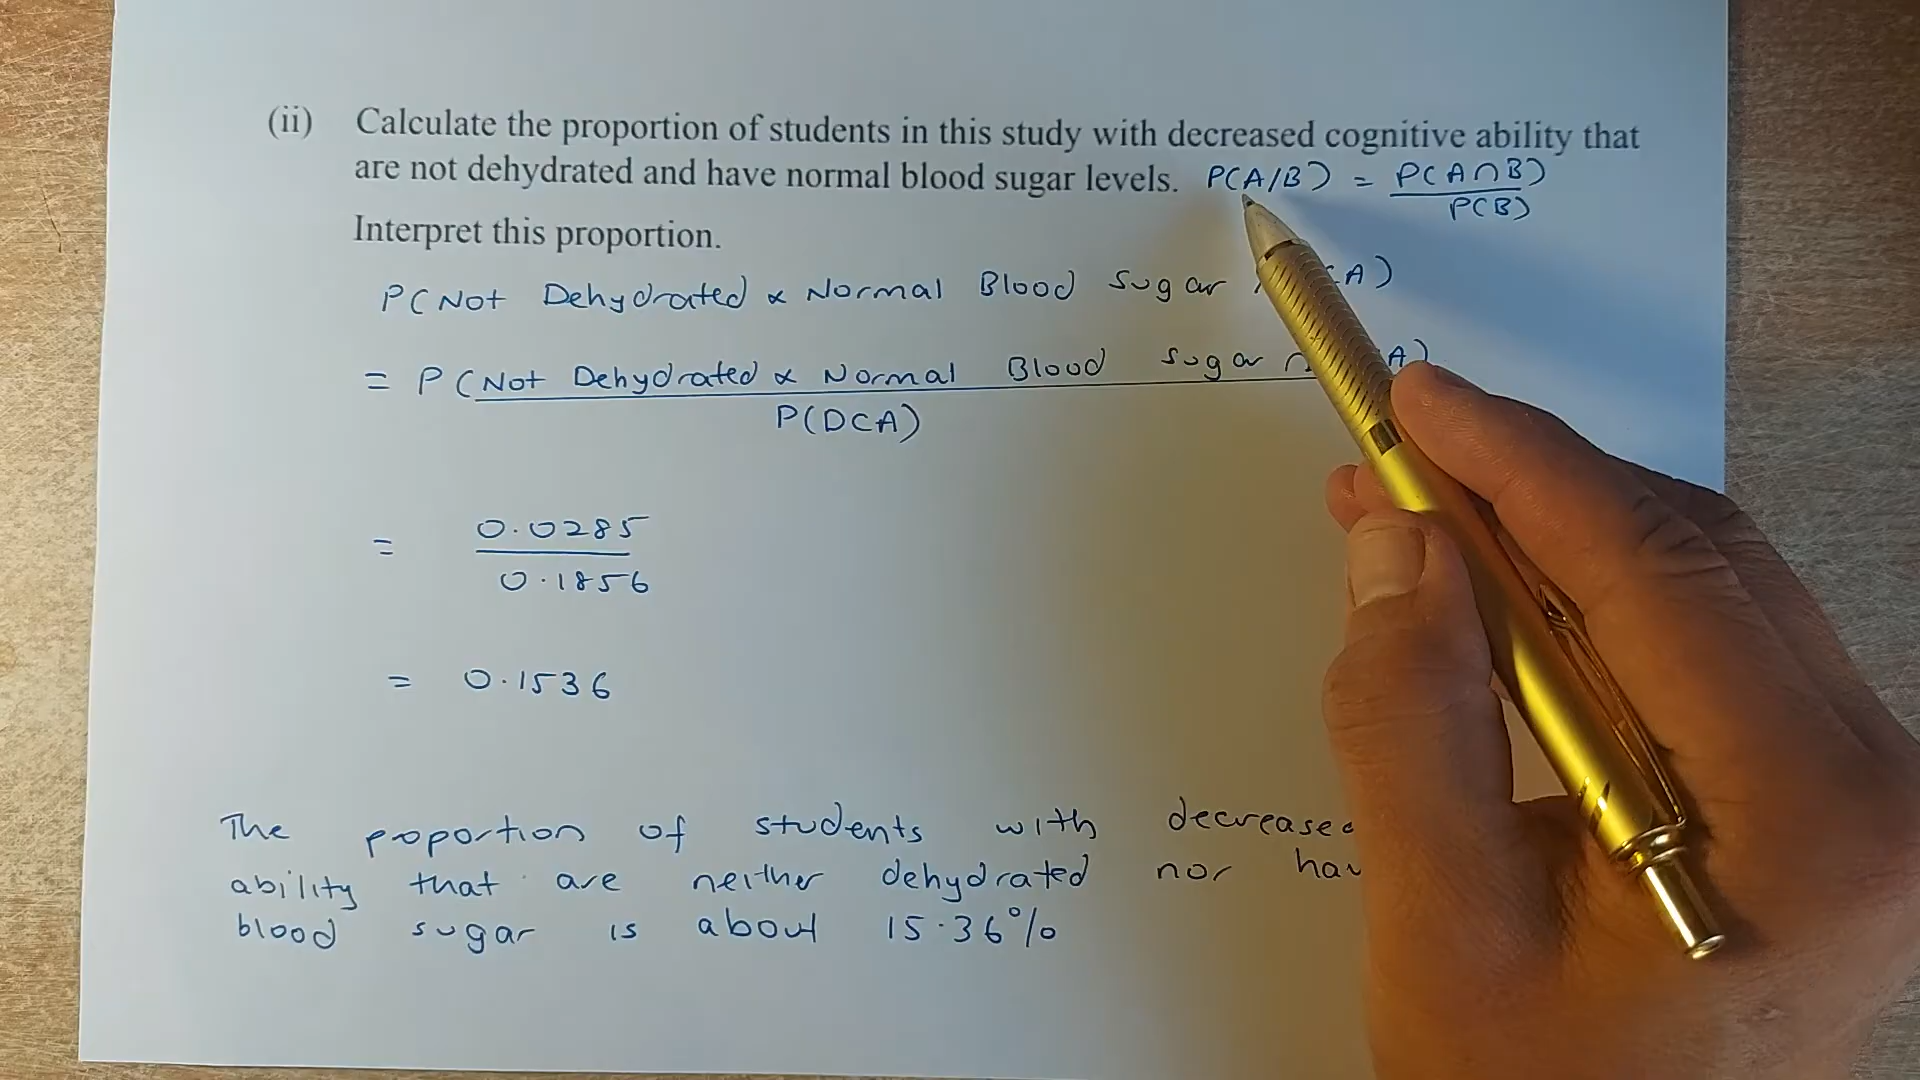 (ii) Calculate the proportion of students in this study with decreased cognitive ability that
are not dehydrated and have normal blood sugar levels. P(A/B) = P(A∩B)
P(B)
Interpret this proportion.
P(Not Dehydrated & Normal Blood Sugar A)
= P(Not Dehydrated & Normal Blood Sugar ∩ A)
P(DCA)
= 0.0285
0.1856
= 0.1536
The proportion of students with
ability that are neither dehydrated nor
blood sugar is about 15.36%